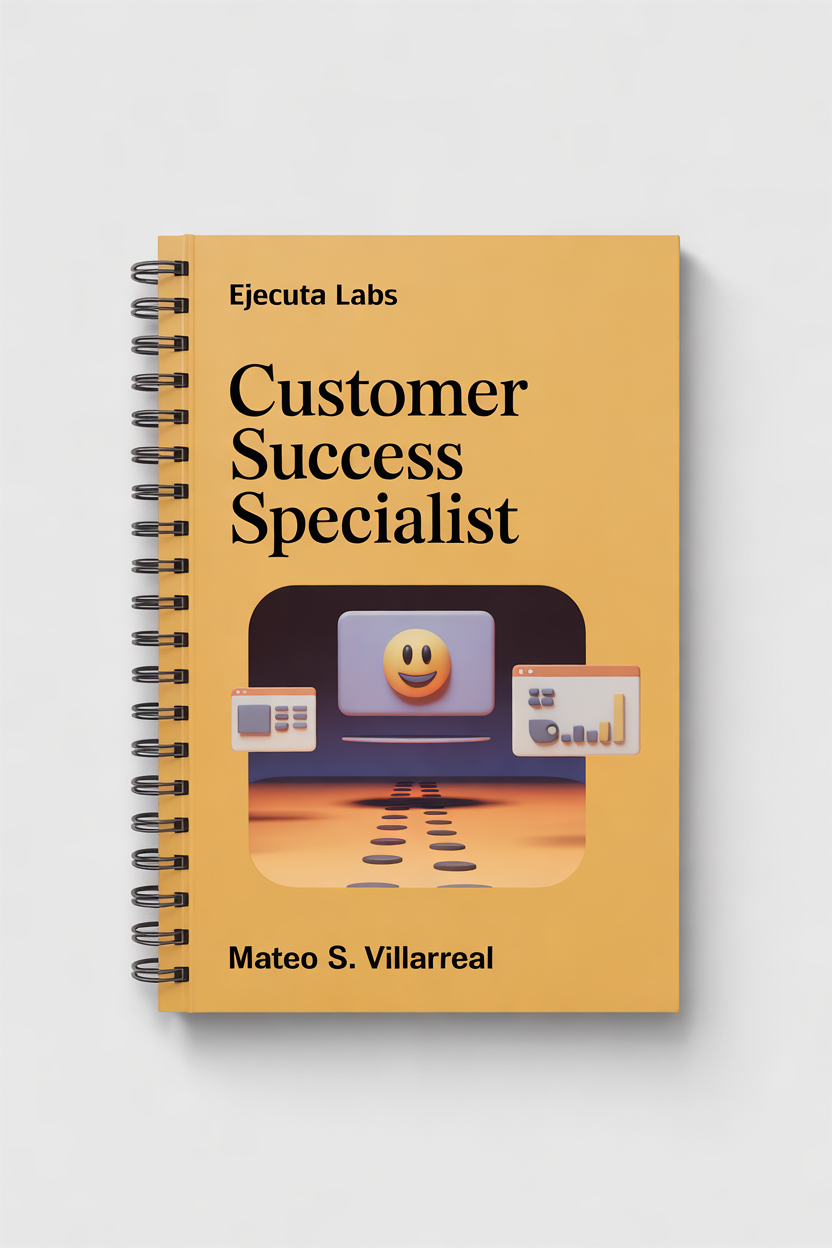 Ejecuta Labs
Customer
Success
Specialist
Mateo S. Villarreal